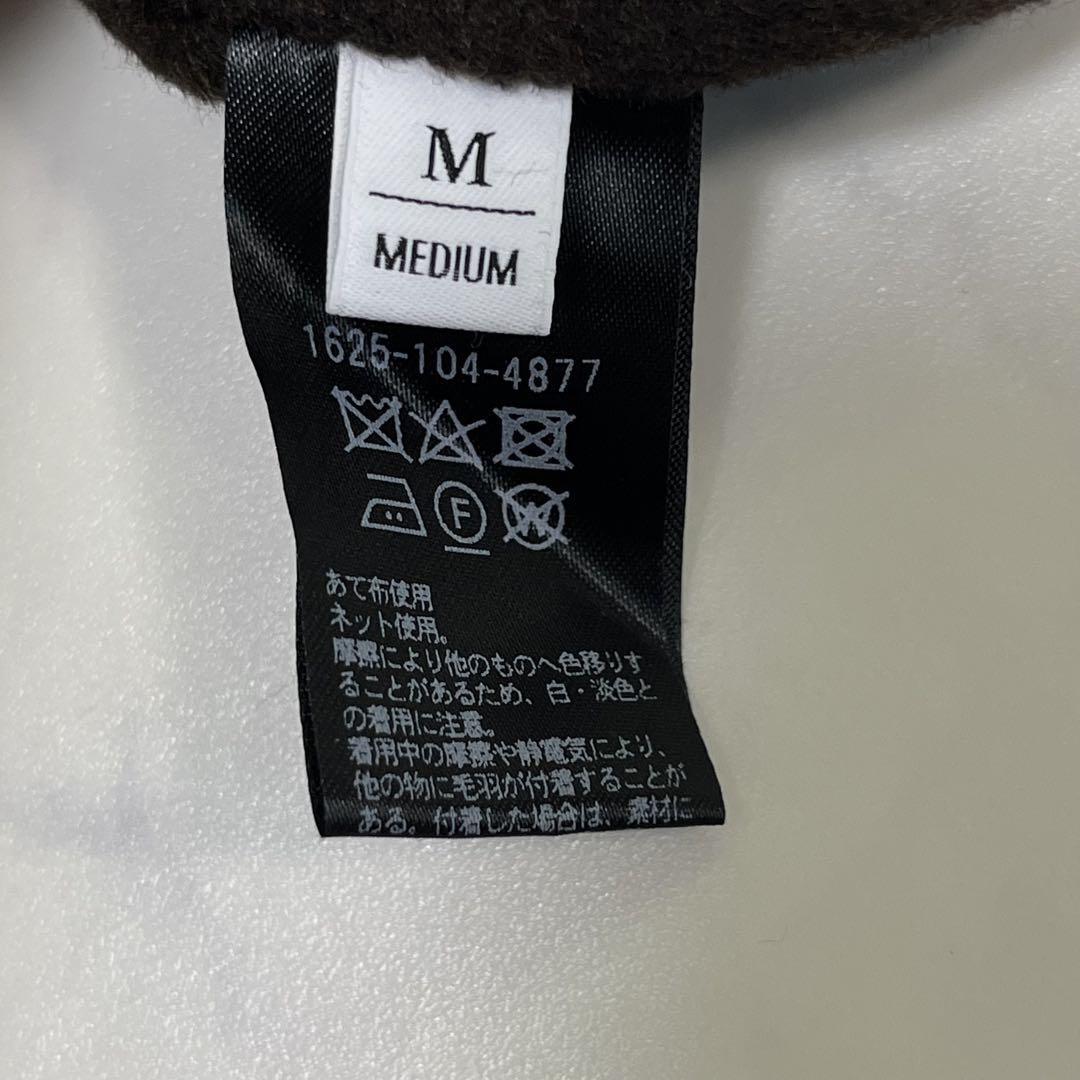 M
MEDIUM
1625-104-4877
F
W
あて布使用
ネット使用。
摩擦により他のものへ色移りす
ることがあるため、白・淡色と
の着用に注意。
着用中の摩擦や静電気により、
他の物に毛羽が付着することが
ある。付着した場合は、素材に